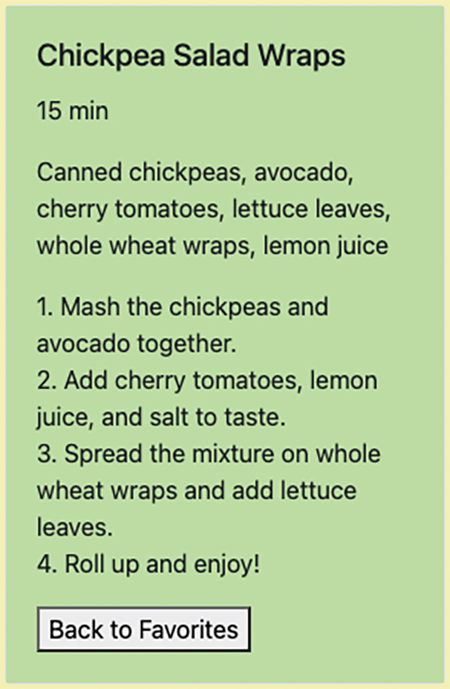 Chickpea Salad Wraps
15 min
Canned chickpeas, avocado,
cherry tomatoes, lettuce leaves,
whole wheat wraps, lemon juice
1. Mash the chickpeas and
avocado together.
2. Add cherry tomatoes, lemon
juice, and salt to taste.
3. Spread the mixture on whole
wheat wraps and add lettuce
leaves.
4. Roll up and enjoy!
Back to Favorites